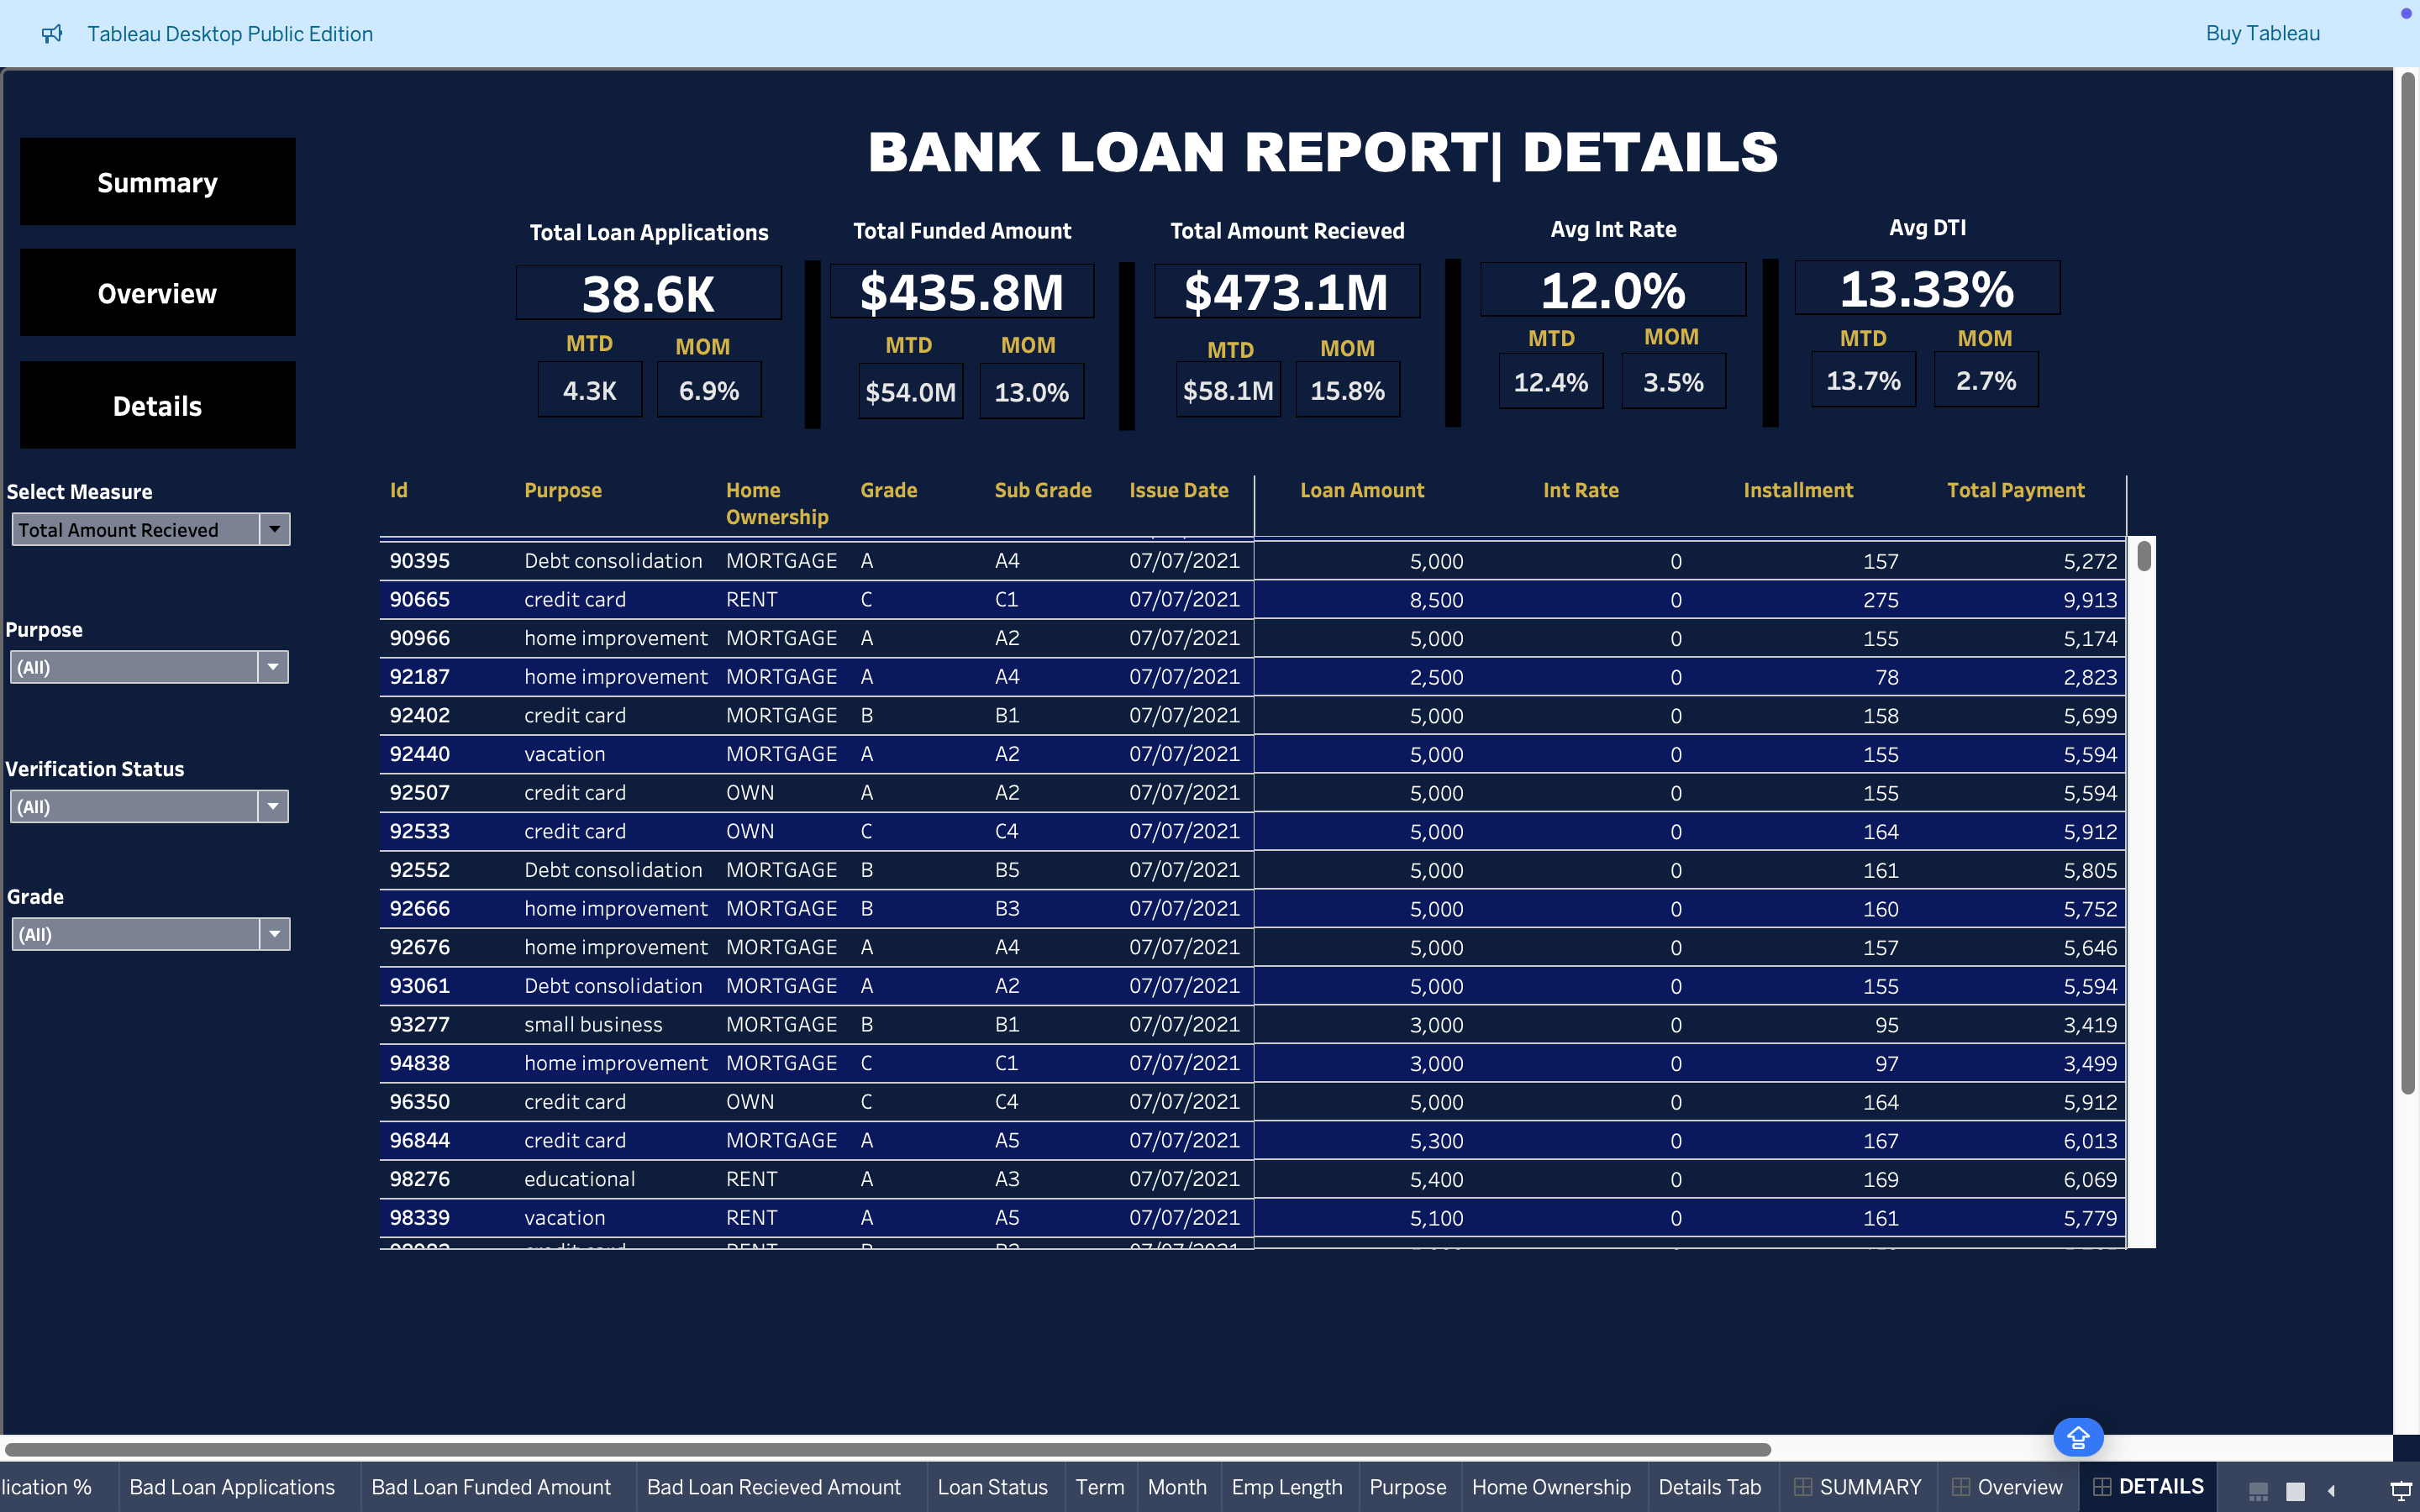 Tableau Desktop Public Edition
Buy Tableau
BANK LOAN REPORT| DETAILS
Summary
Overview
Details
Total Loan Applications
38.6K
MTD MOM
4.3K 6.9%
Total Funded Amount
$435.8M
MTD MOM
$54.0M 13.0%
Total Amount Recieved
$473.1M
MTD MOM
$58.1M 15.8%
Avg Int Rate
12.0%
MTD MOM
12.4% 3.5%
Avg DTI
13.33%
MTD MOM
13.7% 2.7%
Select Measure
Total Amount Recieved
Purpose
(All)
Verification Status
(All)
Grade
(All)
Id Purpose Home Ownership Grade Sub Grade Issue Date Loan Amount Int Rate Installment Total Payment
90395 Debt consolidation MORTGAGE A A4 07/07/2021 5,000 0 157 5,272
90665 credit card RENT C C1 07/07/2021 8,500 0 275 9,913
90966 home improvement MORTGAGE A A2 07/07/2021 5,000 0 155 5,174
92187 home improvement MORTGAGE A A4 07/07/2021 2,500 0 78 2,823
92402 credit card MORTGAGE B B1 07/07/2021 5,000 0 158 5,699
92440 vacation MORTGAGE A A2 07/07/2021 5,000 0 155 5,594
92507 credit card OWN A A2 07/07/2021 5,000 0 155 5,594
92533 credit card OWN C C4 07/07/2021 5,000 0 164 5,912
92552 Debt consolidation MORTGAGE B B5 07/07/2021 5,000 0 161 5,805
92666 home improvement MORTGAGE B B3 07/07/2021 5,000 0 160 5,752
92676 home improvement MORTGAGE A A4 07/07/2021 5,000 0 157 5,646
93061 Debt consolidation MORTGAGE A A2 07/07/2021 5,000 0 155 5,594
93277 small business MORTGAGE B B1 07/07/2021 3,000 0 95 3,419
94838 home improvement MORTGAGE C C1 07/07/2021 3,000 0 97 3,499
96350 credit card OWN C C4 07/07/2021 5,000 0 164 5,912
96844 credit card MORTGAGE A A5 07/07/2021 5,300 0 167 6,013
98276 educational RENT A A3 07/07/2021 5,400 0 169 6,069
98339 vacation RENT A A5 07/07/2021 5,100 0 161 5,779
credit card RENT 07/07/2021
lication % Bad Loan Applications Bad Loan Funded Amount Bad Loan Recieved Amount Loan Status Term Month Emp Length Purpose Home Ownership Details Tab SUMMARY Overview DETAILS